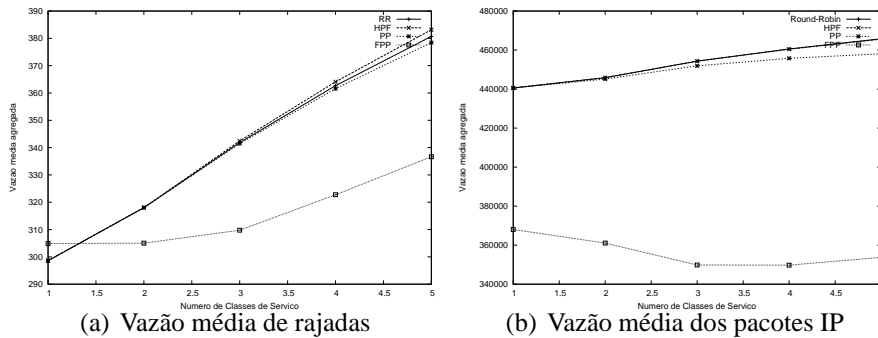 390
380
370
360
350
340
330
320
310
300
290
Vazao media agregada
RR
HPF
PP
FPP
1
1.5
2
2.5
3
3.5
4
4.5
5
Numero de Classes de Servico
(a) Vazão média de rajadas
480000
460000
440000
420000
400000
380000
360000
340000
Vazao media agregada
Round-Robin
HPF
PP
FPP
1
1.5
2
2.5
3
3.5
4
4.5
Numero de Classes de Servico
(b) Vazão média dos pacotes IP